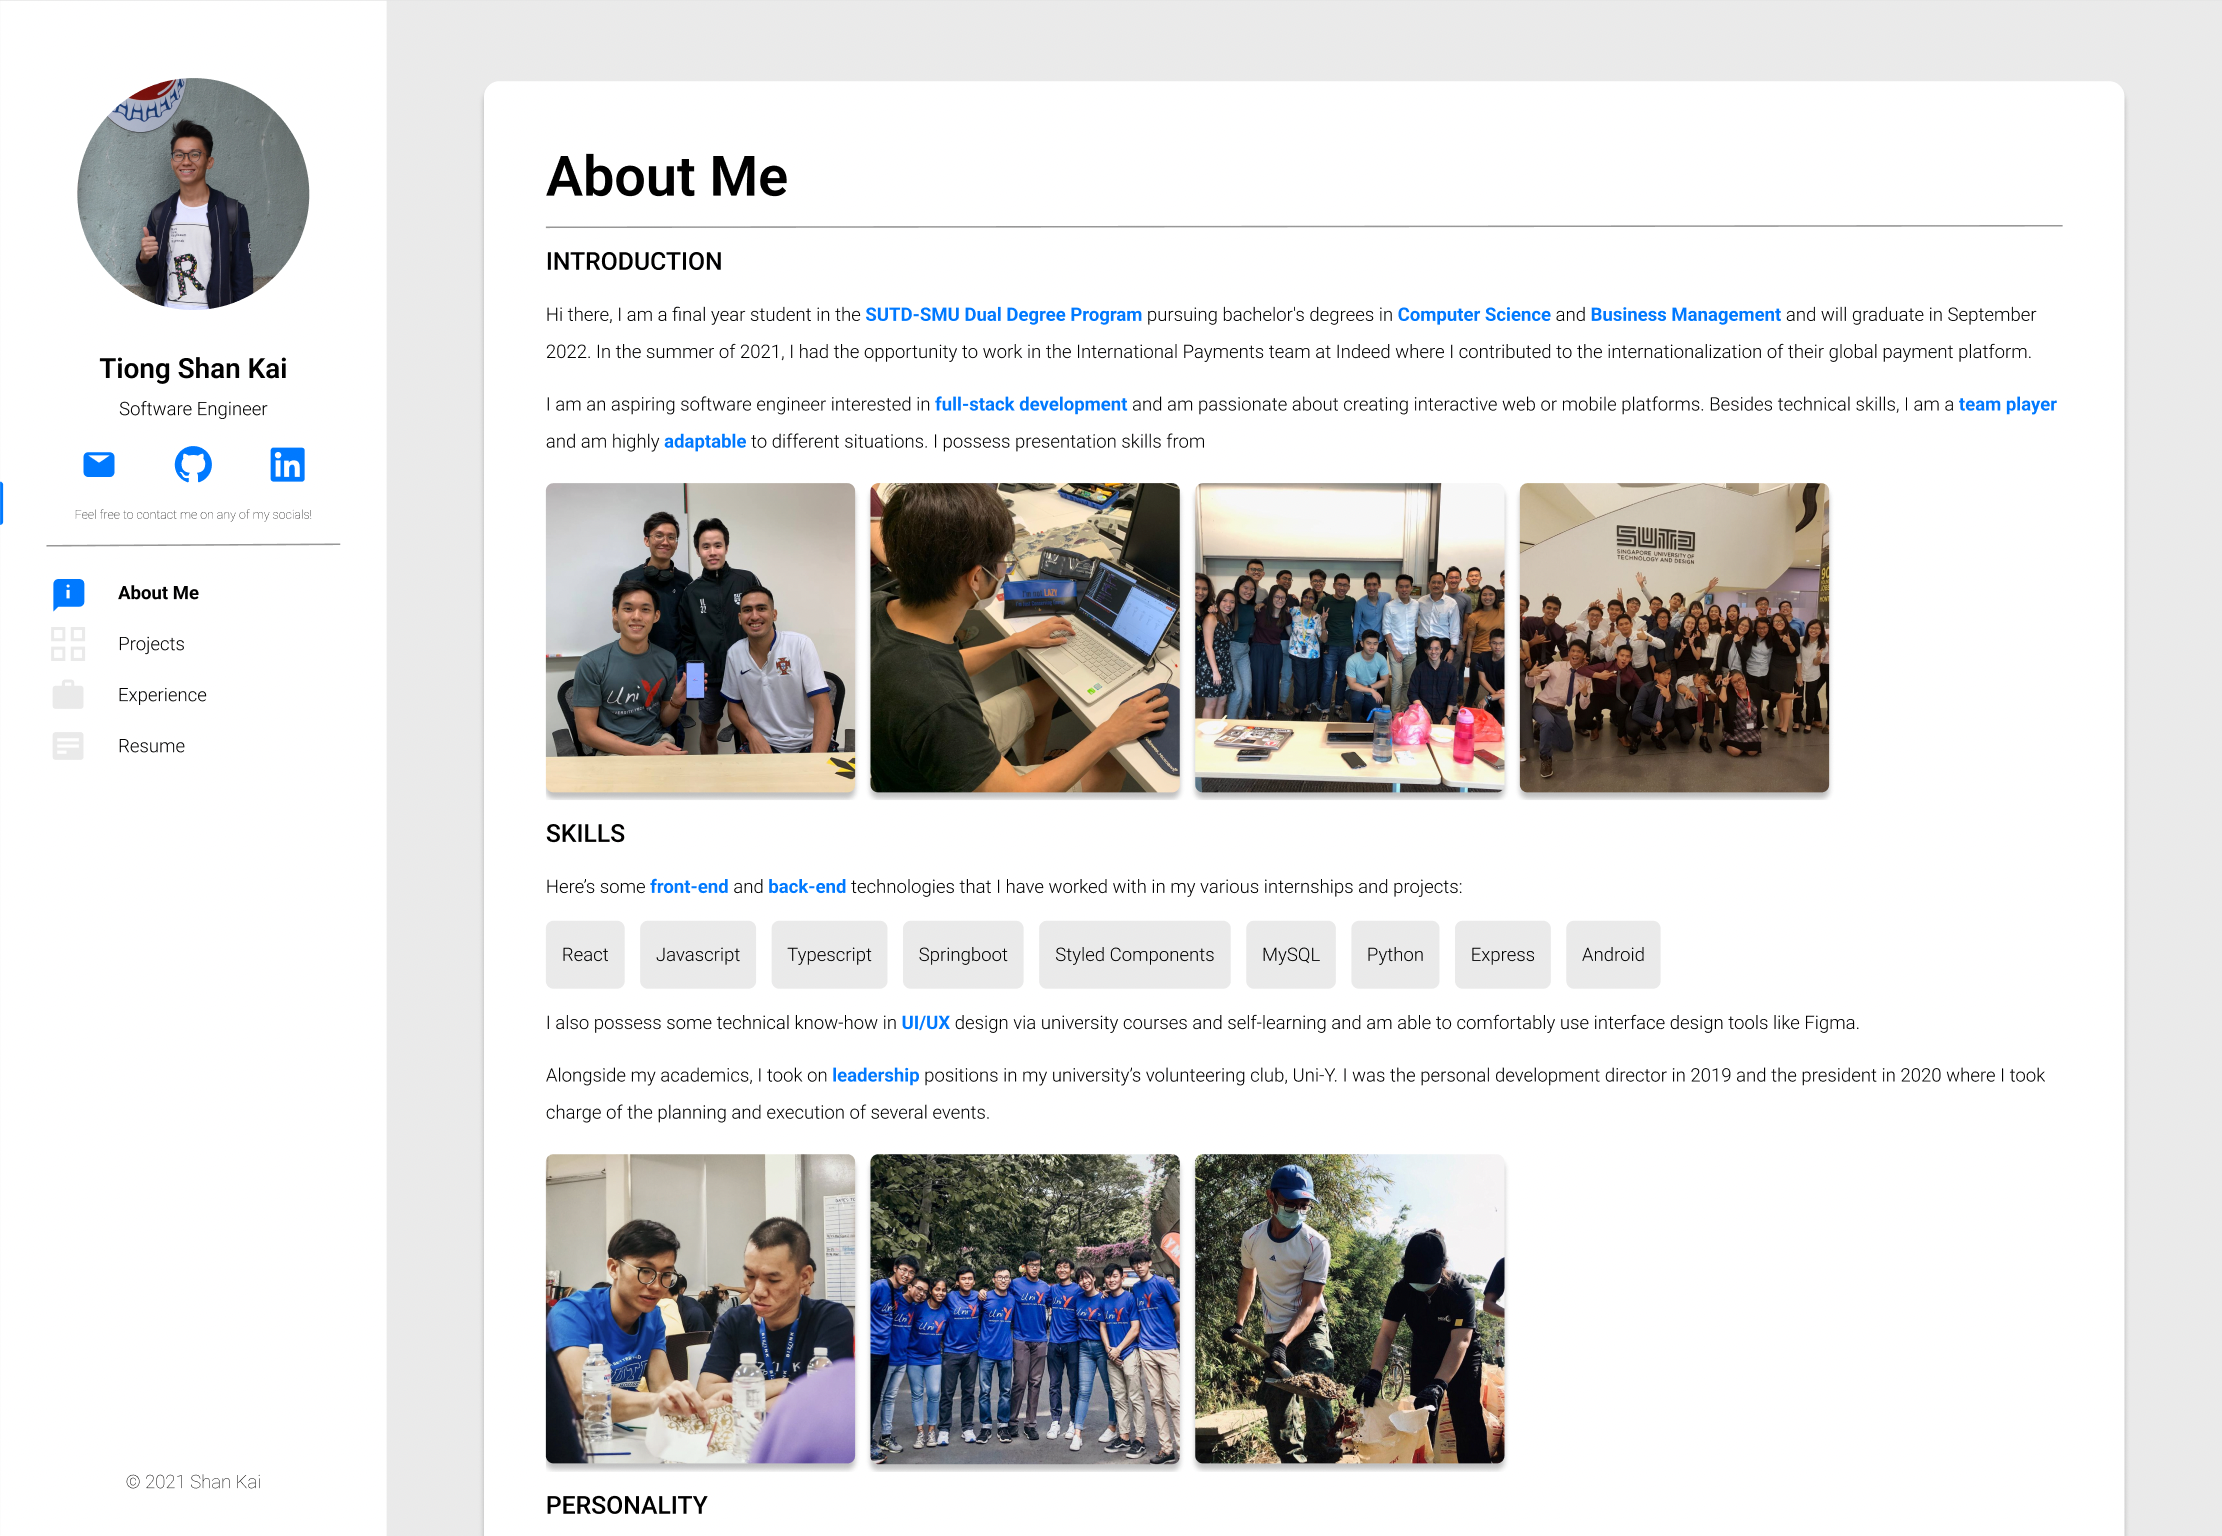 Tiong Shan Kai
Software Engineer
Feel free to contact me on any of my socials!
About Me
Projects
Experience
Resume
© 2021 Shan Kai
About Me
INTRODUCTION
Hi there, I am a final year student in the SUTD-SMU Dual Degree Program pursuing bachelor's degrees in Computer Science and Business Management and will graduate in September
2022. In the summer of 2021, I had the opportunity to work in the International Payments team at Indeed where I contributed to the internationalization of their global payment platform.
I am an aspiring software engineer interested in full-stack development and am passionate about creating interactive web or mobile platforms. Besides technical skills, I am a team player
and am highly adaptable to different situations. I possess presentation skills from
Uni Y
SUTD
SINGAPORE UNIVERSITY OF
TECHNOLOGY AND DESIGN
SKILLS
Here’s some front-end and back-end technologies that I have worked with in my various internships and projects:
React
Javascript
Typescript
Springboot
Styled Components
MySQL
Python
Express
Android
I also possess some technical know-how in UI/UX design via university courses and self-learning and am able to comfortably use interface design tools like Figma.
Alongside my academics, I took on leadership positions in my university’s volunteering club, Uni-Y. I was the personal development director in 2019 and the president in 2020 where I took
charge of the planning and execution of several events.
PERSONALITY